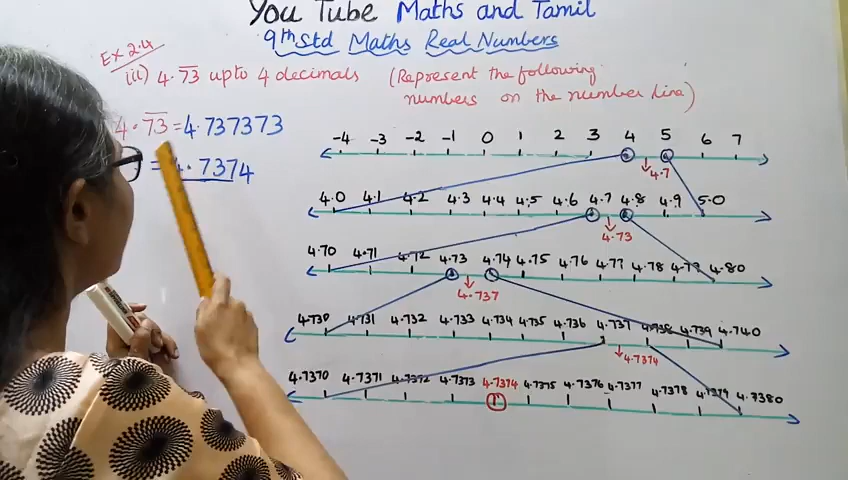 You Tube Maths and Tamil
9th Std Maths Real Numbers
Ex 2.4
(ii) 4.7̅3̅ upto 4 decimals (Represent the following numbers on the number line)
4.7̅3̅ = 4.737373
= 4.7374
-4 -3 -2 -1 0 1 2 3 4 5 6 7
4.7
4.0 4.1 4.2 4.3 4.4 4.5 4.6 4.7 4.8 4.9 5.0
4.73
4.70 4.71 4.72 4.73 4.74 4.75 4.76 4.77 4.78 4.79 4.80
4.737
4.730 4.731 4.732 4.733 4.734 4.735 4.736 4.737 4.738 4.739 4.740
4.7374
4.7370 4.7371 4.7372 4.7373 4.7374 4.7375 4.7376 4.7377 4.7378 4.7379 4.7380